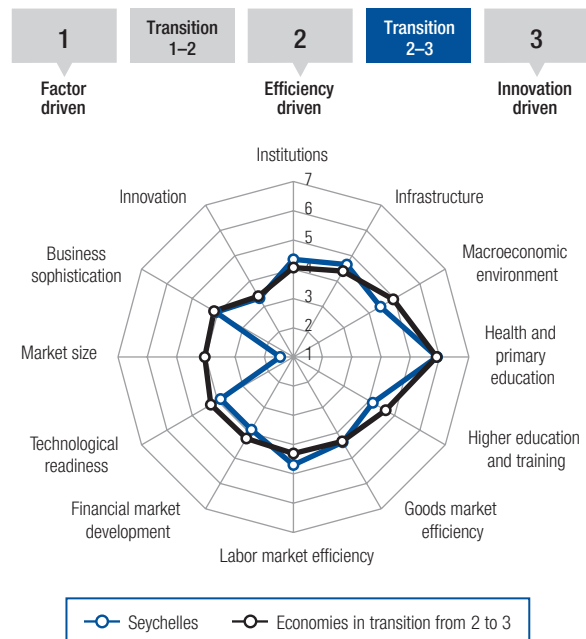 1
Transition
1–2
2
Transition
2–3
3
Factor
driven
Efficiency
driven
Innovation
driven
Institutions
7
Innovation
6
Infrastructure
5
Business
sophistication
4
Macroeconomic
environment
3
2
Market size
1
Health and
primary
education
Technological
readiness
Higher education
and training
Financial market
development
Goods market
efficiency
Labor market efficiency
Seychelles
Economies in transition from 2 to 3